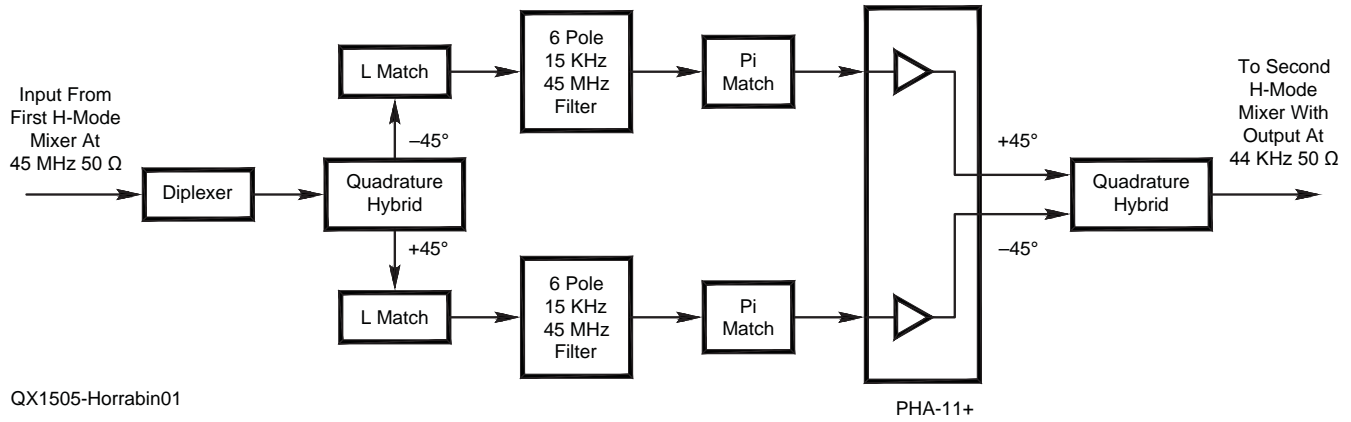 Input From
First H-Mode
Mixer At
45 MHz 50 Ω
Diplexer
Quadrature
Hybrid
–45°
+45°
L Match
L Match
6 Pole
15 KHz
45 MHz
Filter
6 Pole
15 KHz
45 MHz
Filter
Pi
Match
Pi
Match
PHA-11+
+45°
–45°
Quadrature
Hybrid
To Second
H-Mode
Mixer With
Output At
44 KHz 50 Ω
QX1505-Horrabin01